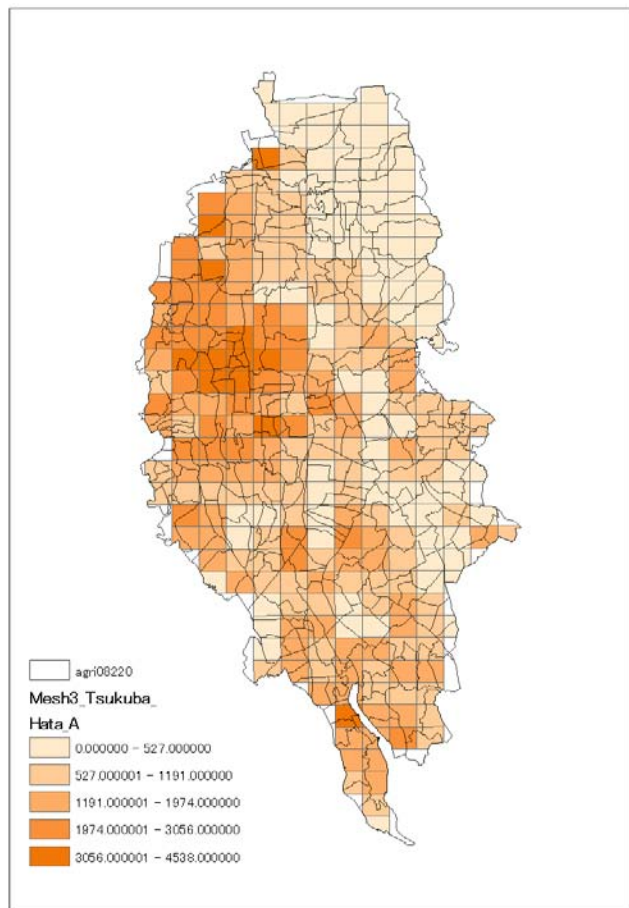 agri08220
Mesh3_Tsukuba_
Hata_A
0.000000 - 527.000000
527.000001 - 1191.000000
1191.000001 - 1974.000000
1974.000001 - 3056.000000
3056.000001 - 4538.000000